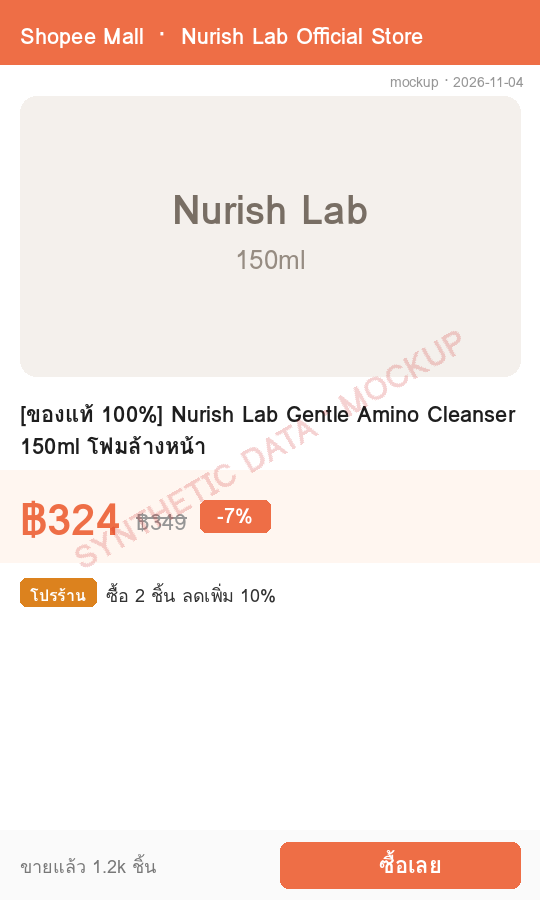 Shopee Mall · Nurish Lab Official Store
mockup · 2026-11-04
Nurish Lab
150ml
[ของแท้ 100%] Nurish Lab Gentle Amino Cleanser
150ml โฟมล้างหน้า
฿324 ฿349 -7%
SYNTHETIC DATA · MOCKUP
โปรร้าน ซื้อ 2 ชิ้น ลดเพิ่ม 10%
ขายแล้ว 1.2k ชิ้น ซื้อเลย